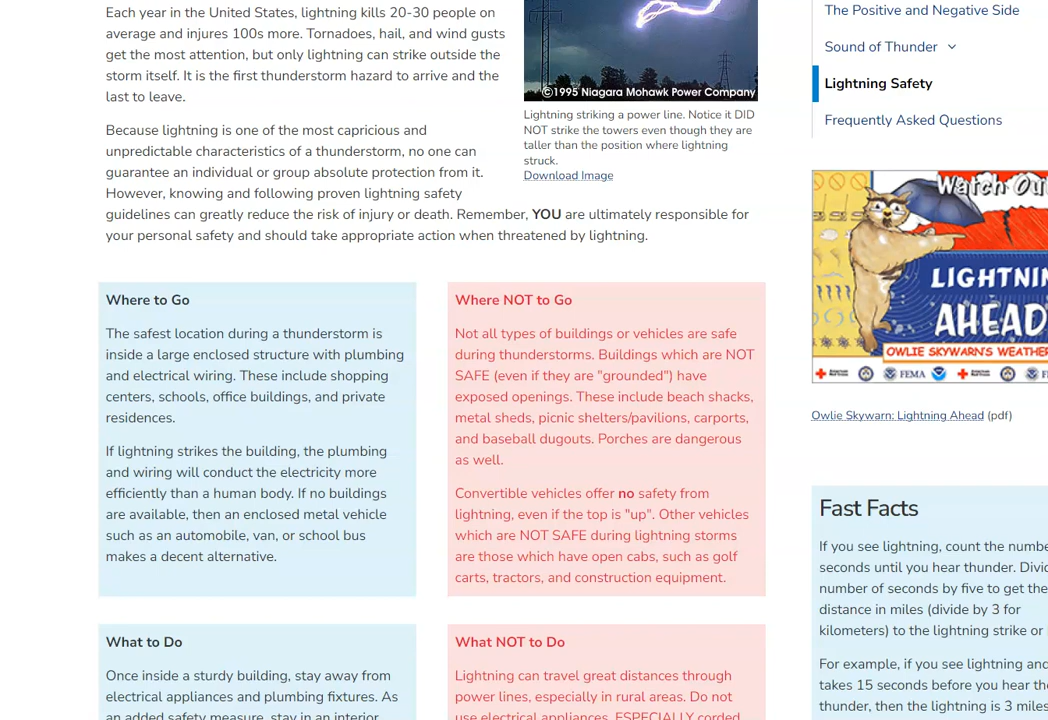 Each year in the United States, lightning kills 20-30 people on
average and injures 100s more. Tornadoes, hail, and wind gusts
get the most attention, but only lightning can strike outside the
storm itself. It is the first thunderstorm hazard to arrive and the
last to leave.
Because lightning is one of the most capricious and
unpredictable characteristics of a thunderstorm, no one can
guarantee an individual or group absolute protection from it.
However, knowing and following proven lightning safety
guidelines can greatly reduce the risk of injury or death. Remember, YOU are ultimately responsible for
your personal safety and should take appropriate action when threatened by lightning.
©1995 Niagara Mohawk Power Company
Lightning striking a power line. Notice it DID
NOT strike the towers even though they are
taller than the position where lightning
struck.
Download Image
Where to Go
The safest location during a thunderstorm is
inside a large enclosed structure with plumbing
and electrical wiring. These include shopping
centers, schools, office buildings, and private
residences.
If lightning strikes the building, the plumbing
and wiring will conduct the electricity more
efficiently than a human body. If no buildings
are available, then an enclosed metal vehicle
such as an automobile, van, or school bus
makes a decent alternative.
Where NOT to Go
Not all types of buildings or vehicles are safe
during thunderstorms. Buildings which are NOT
SAFE (even if they are "grounded") have
exposed openings. These include beach shacks,
metal sheds, picnic shelters/pavilions, carports,
and baseball dugouts. Porches are dangerous
as well.
Convertible vehicles offer no safety from
lightning, even if the top is "up". Other vehicles
which are NOT SAFE during lightning storms
are those which have open cabs, such as golf
carts, tractors, and construction equipment.
What to Do
Once inside a sturdy building, stay away from
electrical appliances and plumbing fixtures. As
an added safety measure, stay in an interior
What NOT to Do
Lightning can travel great distances through
power lines, especially in rural areas. Do not
use electrical appliances, ESPECIALLY corded
The Positive and Negative Side
Sound of Thunder
Lightning Safety
Frequently Asked Questions
Watch Out
LIGHTNIN
AHEAD
OWLIE SKYWARN'S WEATHER
FEMA
Owlie Skywarn: Lightning Ahead (pdf)
Fast Facts
If you see lightning, count the numbe
seconds until you hear thunder. Divid
number of seconds by five to get the
distance in miles (divide by 3 for
kilometers) to the lightning strike or
For example, if you see lightning and
takes 15 seconds before you hear th
thunder, then the lightning is 3 miles